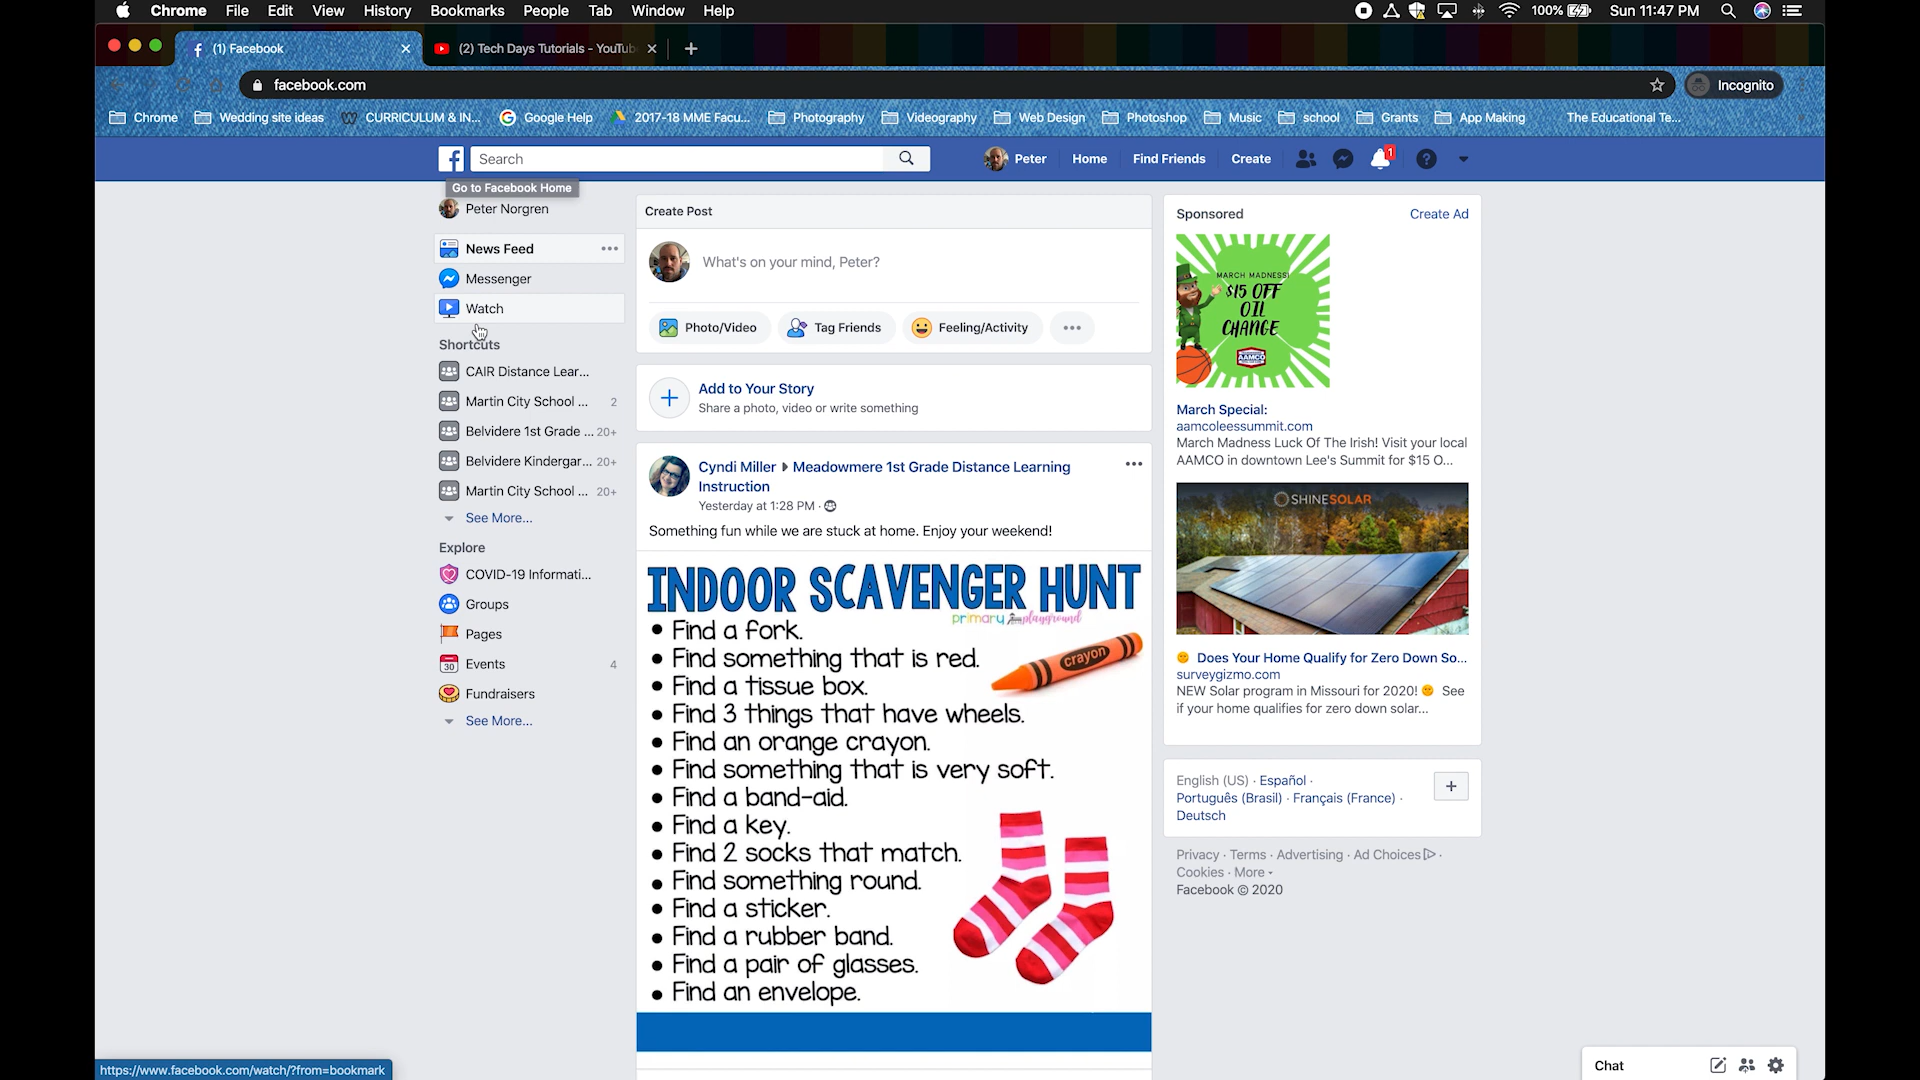 Chrome File Edit View History Bookmarks People Tab Window Help 100% Sun 11:47 PM
(1) Facebook (2) Tech Days Tutorials - YouTub
facebook.com Incognito
Chrome Wedding site ideas CURRICULUM & IN... Google Help 2017-18 MME Facu... Photography Videography Web Design Photoshop Music school Grants App Making The Educational Te...
Search Peter Home Find Friends Create 1
Go to Facebook Home
Peter Norgren
News Feed
Messenger
Watch
Shortcuts
CAIR Distance Lear...
Martin City School ... 2
Belvidere 1st Grade ... 20+
Belvidere Kindergar... 20+
Martin City School ... 20+
See More...
Explore
COVID-19 Informati...
Groups
Pages
30 Events 4
Fundraisers
See More...
Create Post
What's on your mind, Peter?
Photo/Video Tag Friends Feeling/Activity
Add to Your Story
Share a photo, video or write something
Cyndi Miller Meadowmere 1st Grade Distance Learning
Instruction
Yesterday at 1:28 PM ·
Something fun while we are stuck at home. Enjoy your weekend!
INDOOR SCAVENGER HUNT
primary playground
• Find a fork.
• Find something that is red.
crayon
• Find a tissue box.
• Find 3 things that have wheels.
• Find an orange crayon.
• Find something that is very soft.
• Find a band-aid.
• Find a key.
• Find 2 socks that match.
• Find something round.
• Find a sticker.
• Find a rubber band.
• Find a pair of glasses.
• Find an envelope.
Sponsored Create Ad
MARCH MADNESS!
$15 OFF
OIL
CHANGE
AAMCO
March Special:
aamcoleessummit.com
March Madness Luck Of The Irish! Visit your local
AAMCO in downtown Lee's Summit for $15 O...
SHINESOLAR
Does Your Home Qualify for Zero Down So...
surveygizmo.com
NEW Solar program in Missouri for 2020! See
if your home qualifies for zero down solar...
English (US) · Español ·
Português (Brasil) · Français (France) ·
Deutsch
Privacy · Terms · Advertising · Ad Choices ·
Cookies · More
Facebook © 2020
Chat
https://www.facebook.com/watch/?from=bookmark